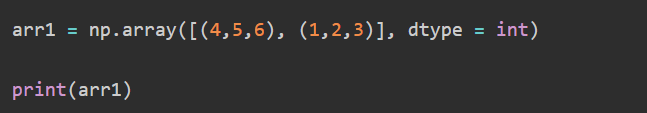 arr1 = np.array([(4,5,6), (1,2,3)], dtype = int)
print(arr1)